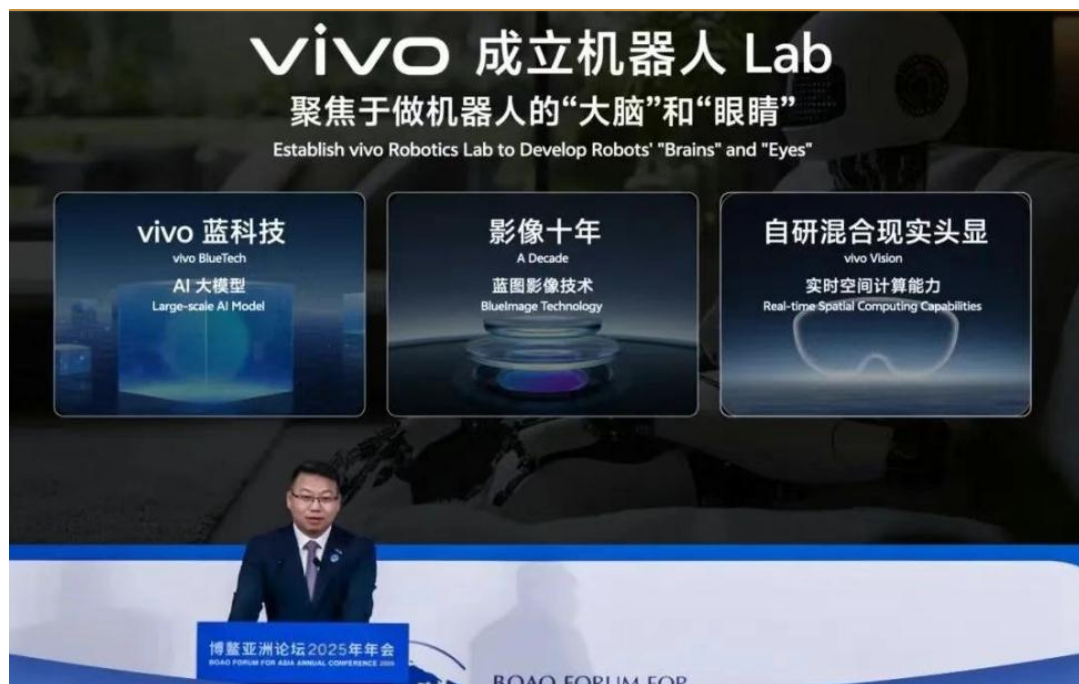 vivo 成立机器人 Lab
聚焦于做机器人的“大脑”和“眼睛”
Establish vivo Robotics Lab to Develop Robots' "Brains" and "Eyes"
vivo 蓝科技
vivo BlueTech
AI 大模型
Large-scale AI Model
影像十年
A Decade
蓝图影像技术
BlueImage Technology
自研混合现实头显
vivo Vision
实时空间计算能力
Real-time Spatial Computing Capabilities
博鳌亚洲论坛2025年年会
BOAO FORUM FOR ASIA ANNUAL CONFERENCE 2025
BOAO FORUM FOR